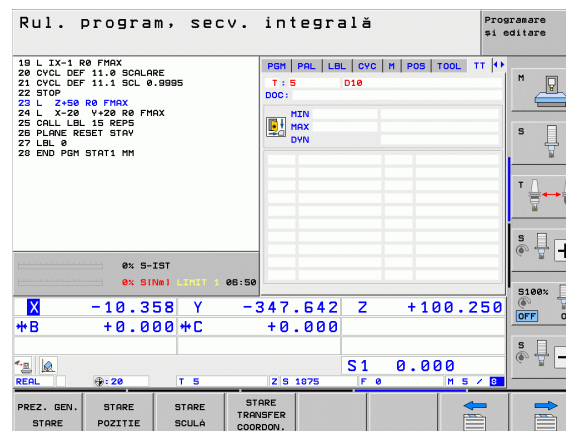 Rul. program, secv. integrală
Programare
și editare
19 L IX-1 R0 FMAX
20 CYCL DEF 11.0 SCALARE
21 CYCL DEF 11.1 SCL 0.9995
22 STOP
23 L Z+50 R0 FMAX
24 L X-20 Y+20 R0 FMAX
25 CALL LBL 15 REP5
26 PLANE RESET STAY
27 LBL 0
28 END PGM STAT1 MM
PGM PAL LBL CYC M POS TOOL TT
T : 5 D10
DOC:
MIN
MAX
DYN
0% S-IST
0% S[Nm] LIMIT 1 06:50
X -10.358 Y -347.642 Z +100.250
B +0.000 C +0.000
S1 0.000
REAL : 20 T 5 Z S 1875 F 0 M 5 / 8
M
S
T
S
S100%
OFF
S
PREZ. GEN.
STARE
STARE
POZIȚIE
STARE
SCULĂ
STARE
TRANSFER
COORDON.